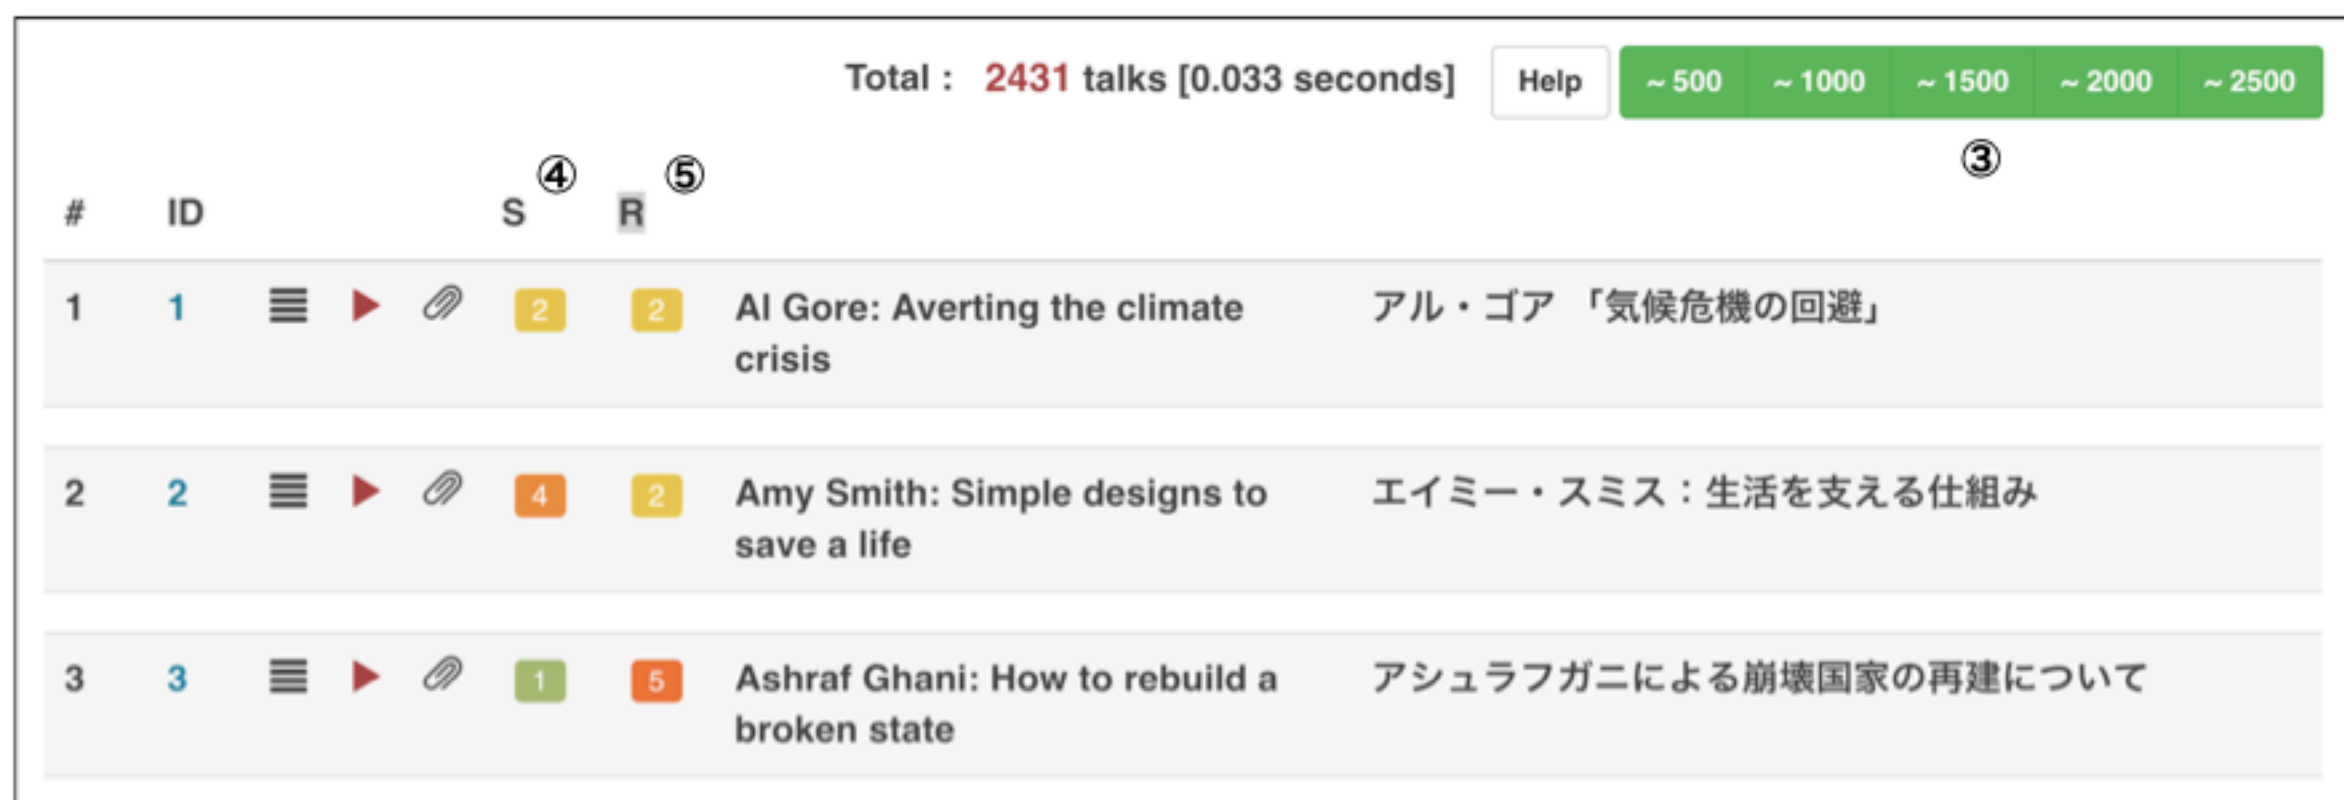 Total : 2431 talks [0.033 seconds] Help ~ 500 ~ 1000 ~ 1500 ~ 2000 ~ 2500
③
④ ⑤
# ID S R
1 1 2 2 Al Gore: Averting the climate アル・ゴア 「気候危機の回避」
crisis
2 2 4 2 Amy Smith: Simple designs to エイミー・スミス：生活を支える仕組み
save a life
3 3 1 5 Ashraf Ghani: How to rebuild a アシュラフガニによる崩壊国家の再建について
broken state